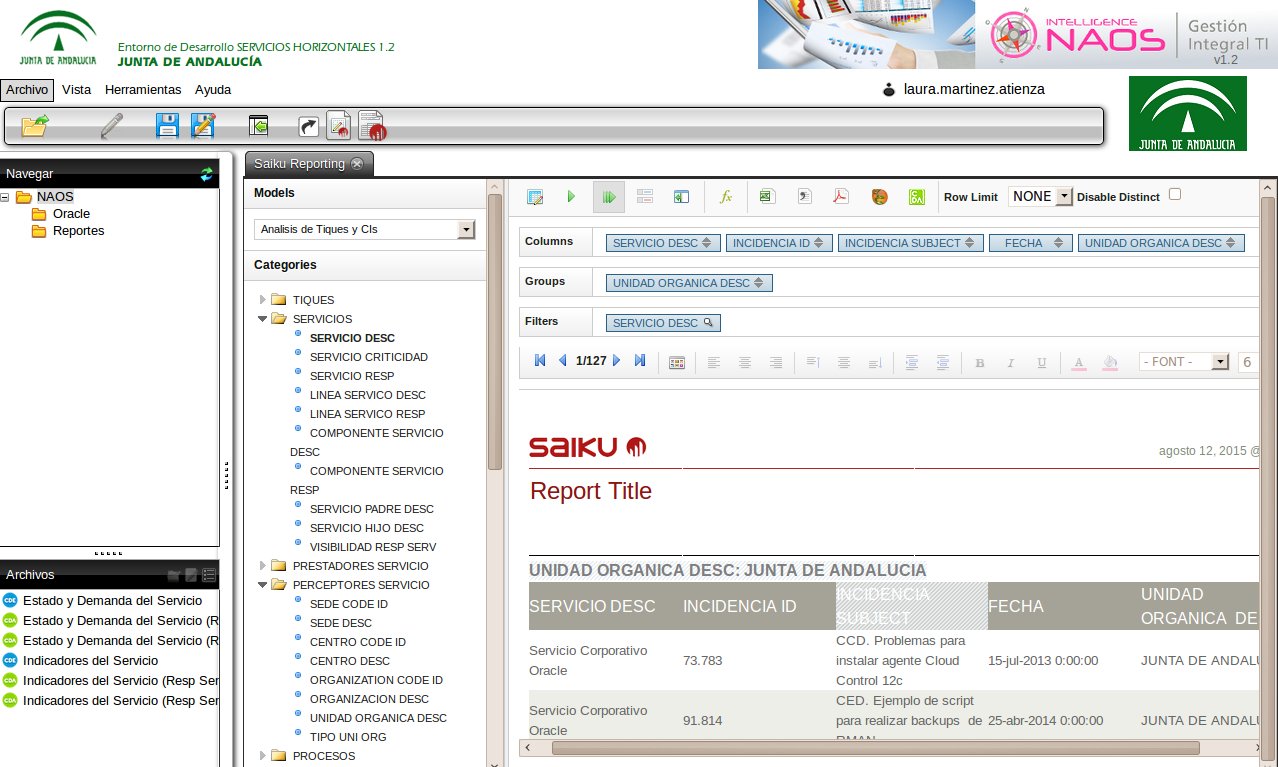 JUNTA DE ANDALUCIA
Entorno de Desarrollo SERVICIOS HORIZONTALES 1.2
JUNTA DE ANDALUCÍA
INTELLIGENCE
NAOS
Gestión
Integral TI
v1.2
Archivo Vista Herramientas Ayuda
laura.martinez.atienza
JUNTA DE ANDALUCIA
Navegar
NAOS
Oracle
Reportes
Archivos
CDE Estado y Demanda del Servicio
CDA Estado y Demanda del Servicio (R
CDA Estado y Demanda del Servicio (R
CDE Indicadores del Servicio
CDA Indicadores del Servicio (Resp Ser
CDA Indicadores del Servicio (Resp Ser
Saiku Reporting
Models
Analisis de Tiques y CIs
Categories
TIQUES
SERVICIOS
SERVICIO DESC
SERVICIO CRITICIDAD
SERVICIO RESP
LINEA SERVICO DESC
LINEA SERVICO RESP
COMPONENTE SERVICIO
DESC
COMPONENTE SERVICIO
RESP
SERVICIO PADRE DESC
SERVICIO HIJO DESC
VISIBILIDAD RESP SERV
PRESTADORES SERVICIO
PERCEPTORES SERVICIO
SEDE CODE ID
SEDE DESC
CENTRO CODE ID
CENTRO DESC
ORGANIZATION CODE ID
ORGANIZACION DESC
UNIDAD ORGANICA DESC
TIPO UNI ORG
PROCESOS
Row Limit NONE Disable Distinct
Columns SERVICIO DESC INCIDENCIA ID INCIDENCIA SUBJECT FECHA UNIDAD ORGANICA DESC
Groups UNIDAD ORGANICA DESC
Filters SERVICIO DESC
1/127 B I U A - FONT - 6
saiku
agosto 12, 2015 @
Report Title
UNIDAD ORGANICA DESC: JUNTA DE ANDALUCIA
SERVICIO DESC INCIDENCIA ID INCIDENCIA SUBJECT FECHA UNIDAD ORGANICA DE
Servicio Corporativo Oracle 73.783 CCD. Problemas para instalar agente Cloud Control 12c 15-jul-2013 0:00:00 JUNTA DE ANDALU
Servicio Corporativo Oracle 91.814 CED. Ejemplo de script para realizar backups de RMAN 25-abr-2014 0:00:00 JUNTA DE ANDALU